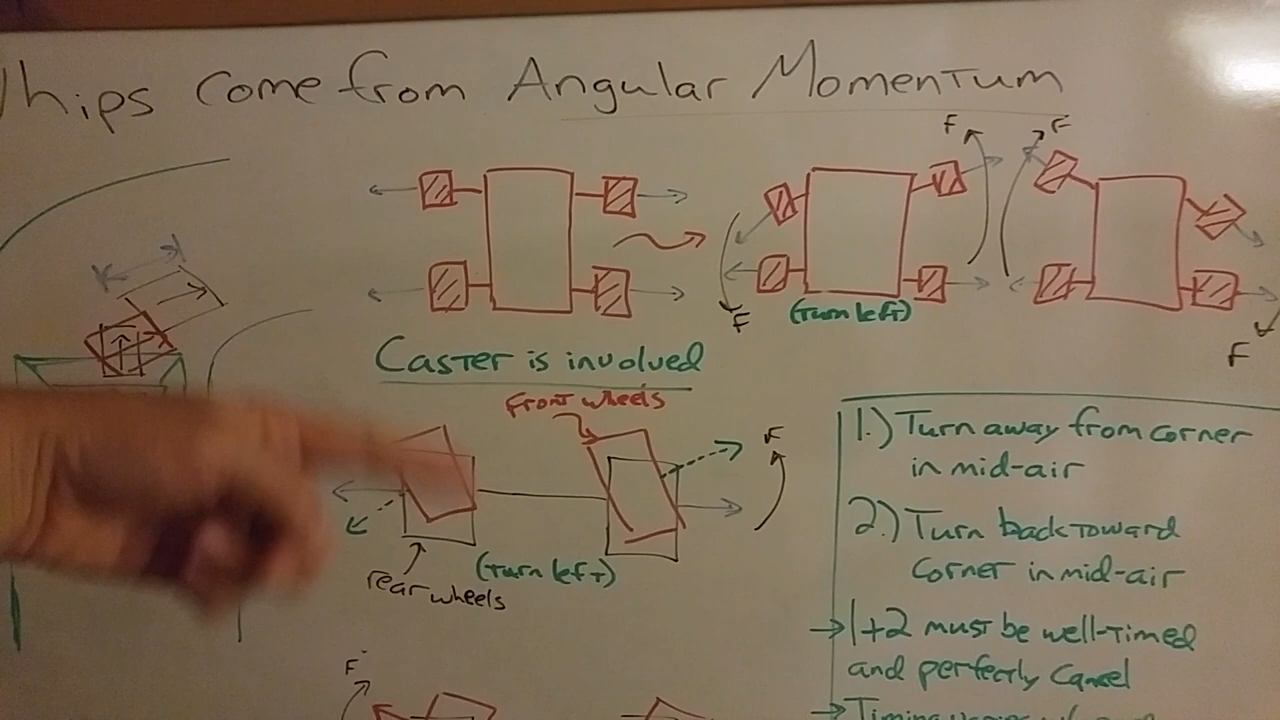 Whips come from Angular Momentum
F
F
F
(turn left)
F
Caster is involved
front wheels
F
(turn left)
rear wheels
F
1.) Turn away from corner
in mid-air
2.) Turn back toward
corner in mid-air
→ 1+2 must be well-timed
and perfectly cancel
→ Timing